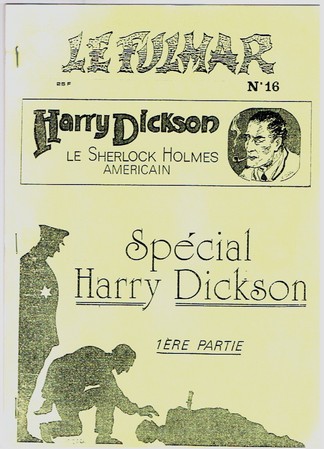 LE FULMAR
25 F
N°16
Harry Dickson
LE SHERLOCK HOLMES
AMERICAIN
Spécial
Harry Dickson
1ÈRE PARTIE